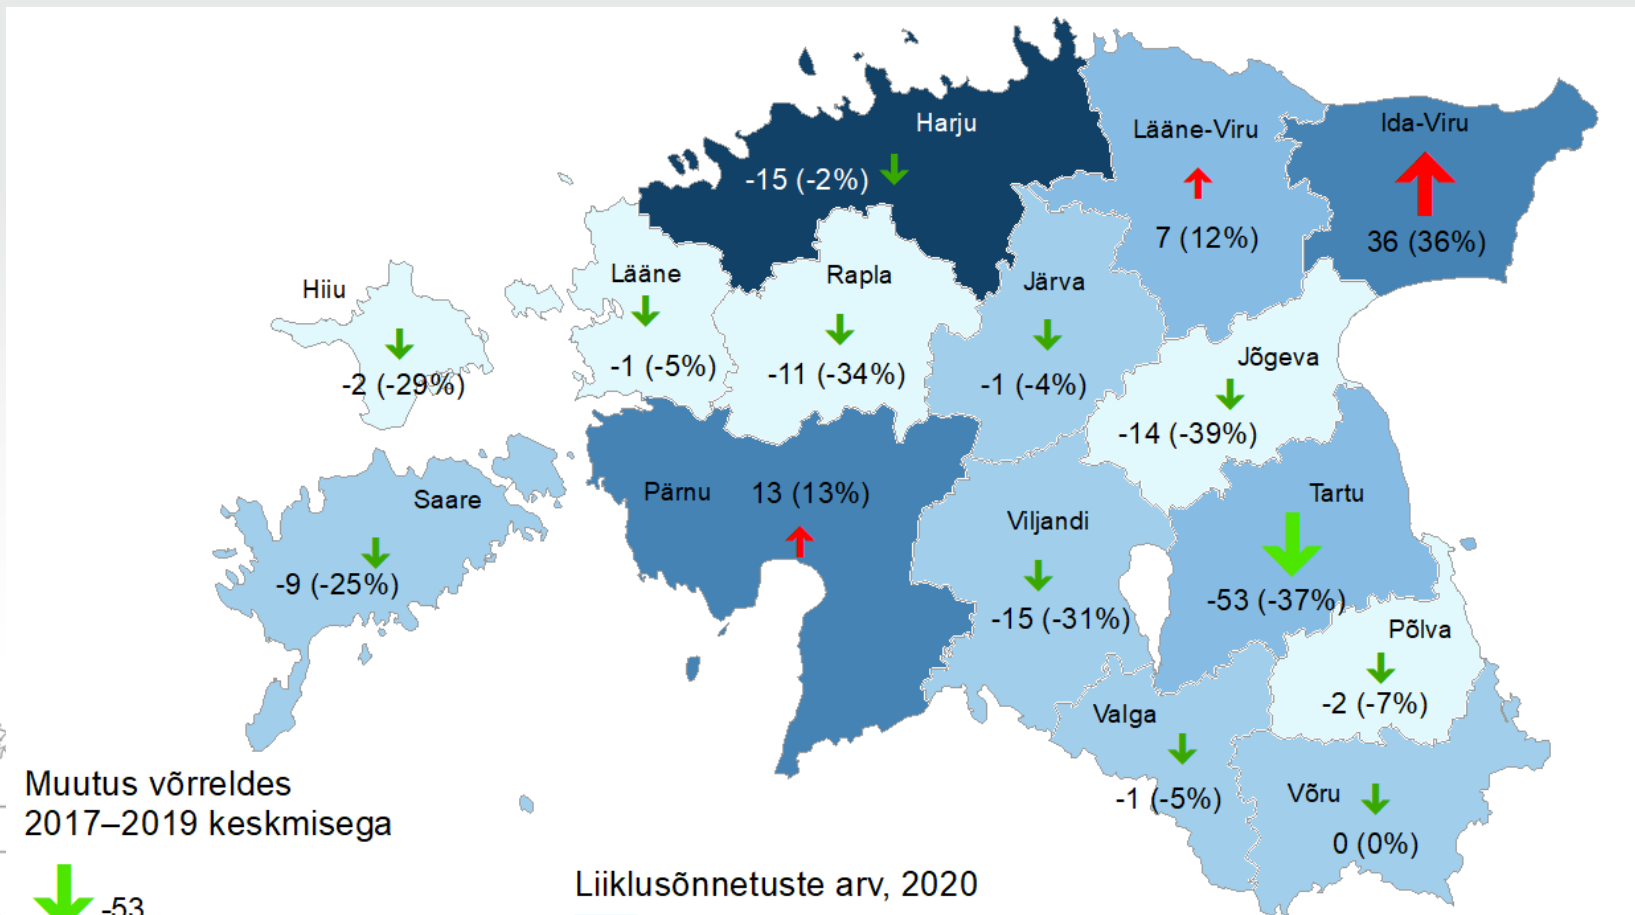 Harju
-15 (-2%)
Lääne-Viru
7 (12%)
Ida-Viru
36 (36%)
Hiiu
-2 (-29%)
Lääne
-1 (-5%)
Rapla
-11 (-34%)
Järva
-1 (-4%)
Jõgeva
-14 (-39%)
Saare
-9 (-25%)
Pärnu 13 (13%)
Viljandi
-15 (-31%)
Tartu
-53 (-37%)
Põlva
-2 (-7%)
Valga
-1 (-5%)
Võru
0 (0%)
Muutus võrreldes
2017–2019 keskmisega
-53
Liiklusõnnetuste arv, 2020